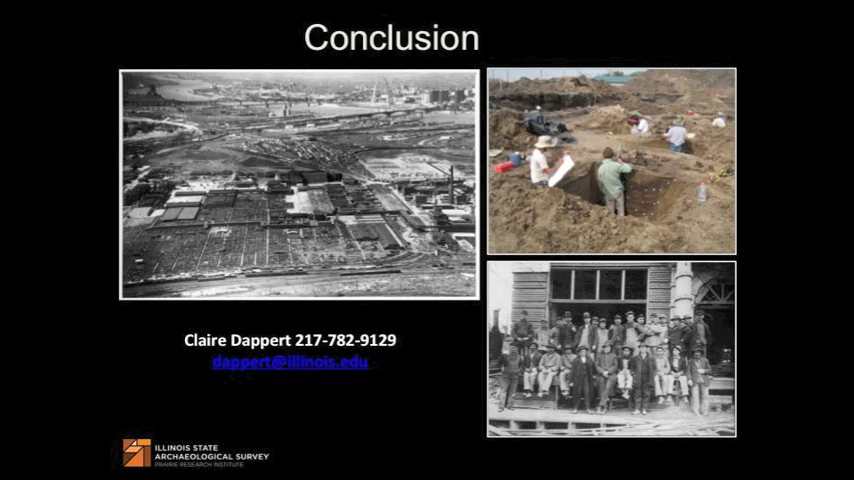 Conclusion
Claire Dappert 217-782-9129
dappert@illinois.edu
ILLINOIS STATE
ARCHAEOLOGICAL SURVEY
PRAIRIE RESEARCH INSTITUTE